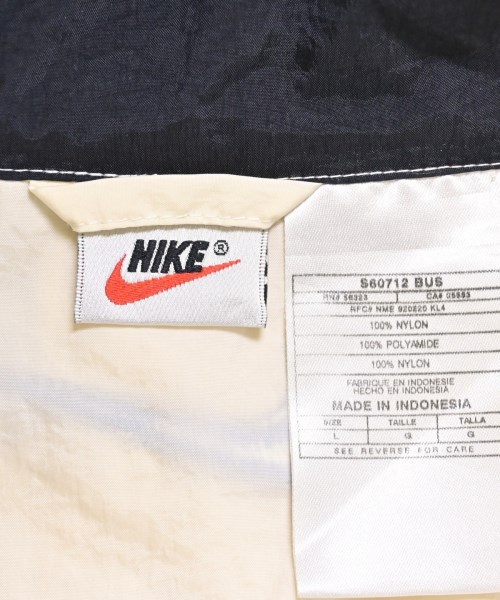 NIKE®
S60712 BUS
RN# 56323 CA# 05553
RFC# NME 920220 KL4
100% NYLON
100% POLYAMIDE
100% NYLON
FABRIQUE EN INDONESIE
HECHO EN INDONESIA
MADE IN INDONESIA
SIZE TAILLE TALLA
L G G
SEE REVERSE FOR CARE